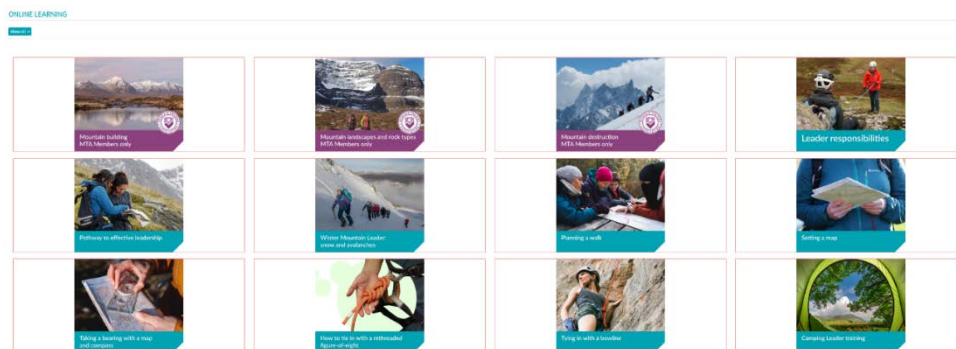 ONLINE LEARNING
Mountain building
MTA Members only
Mountain landscapes and rock types
MTA Members only
Mountain destruction
MTA Members only
Leader responsibilities
Pathway to effective leadership
Winter Mountain Leader
snow and avalanches
Planning a walk
Setting a map
Taking a bearing with a map
and compass
How to tie in with a rethreaded
figure-of-eight
Tying in with a bowline
Camping Leader training